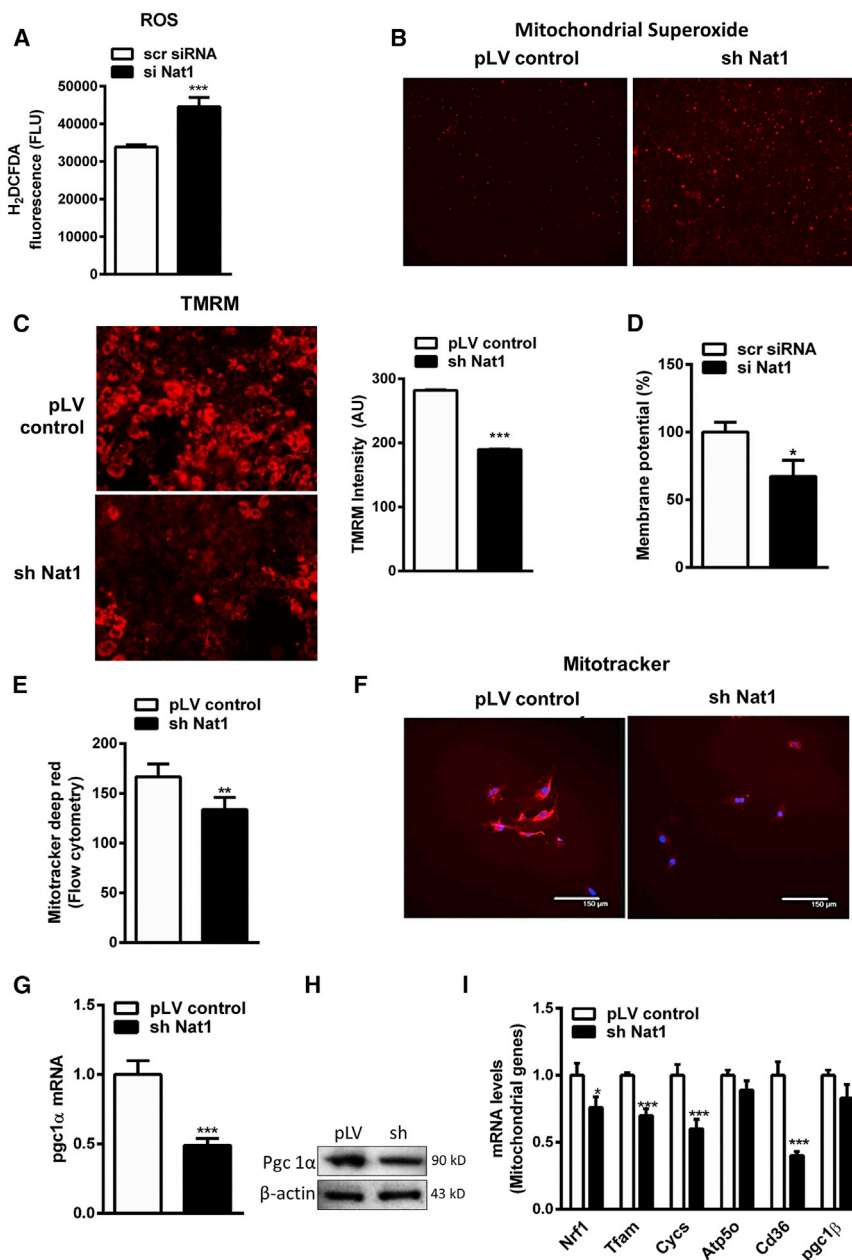 A
ROS
scr siRNA
si Nat1
***
50000
40000
30000
20000
10000
0
H₂DCFDA
fluorescence (FLU)
B
Mitochondrial Superoxide
pLV control
sh Nat1
C
TMRM
pLV
control
sh Nat1
pLV control
sh Nat1
300
200
100
0
***
TMRM Intensity (AU)
D
scr siRNA
si Nat1
150
100
50
0
*
Membrane potential (%)
E
pLV control
sh Nat1
200
150
100
50
0
**
Mitotracker deep red
(Flow cytometry)
F
Mitotracker
pLV control
sh Nat1
150 µm
150 µm
G
pLV control
sh Nat1
1.5
1.0
0.5
0.0
***
pgc1α mRNA
H
pLV sh
Pgc 1α 90 kD
β-actin 43 kD
I
pLV control
sh Nat1
1.5
1.0
0.5
0.0
* *** *** ***
mRNA levels
(Mitochondrial genes)
Nrf1 Tfam Cycs Atp5o Cd36 pgc1β